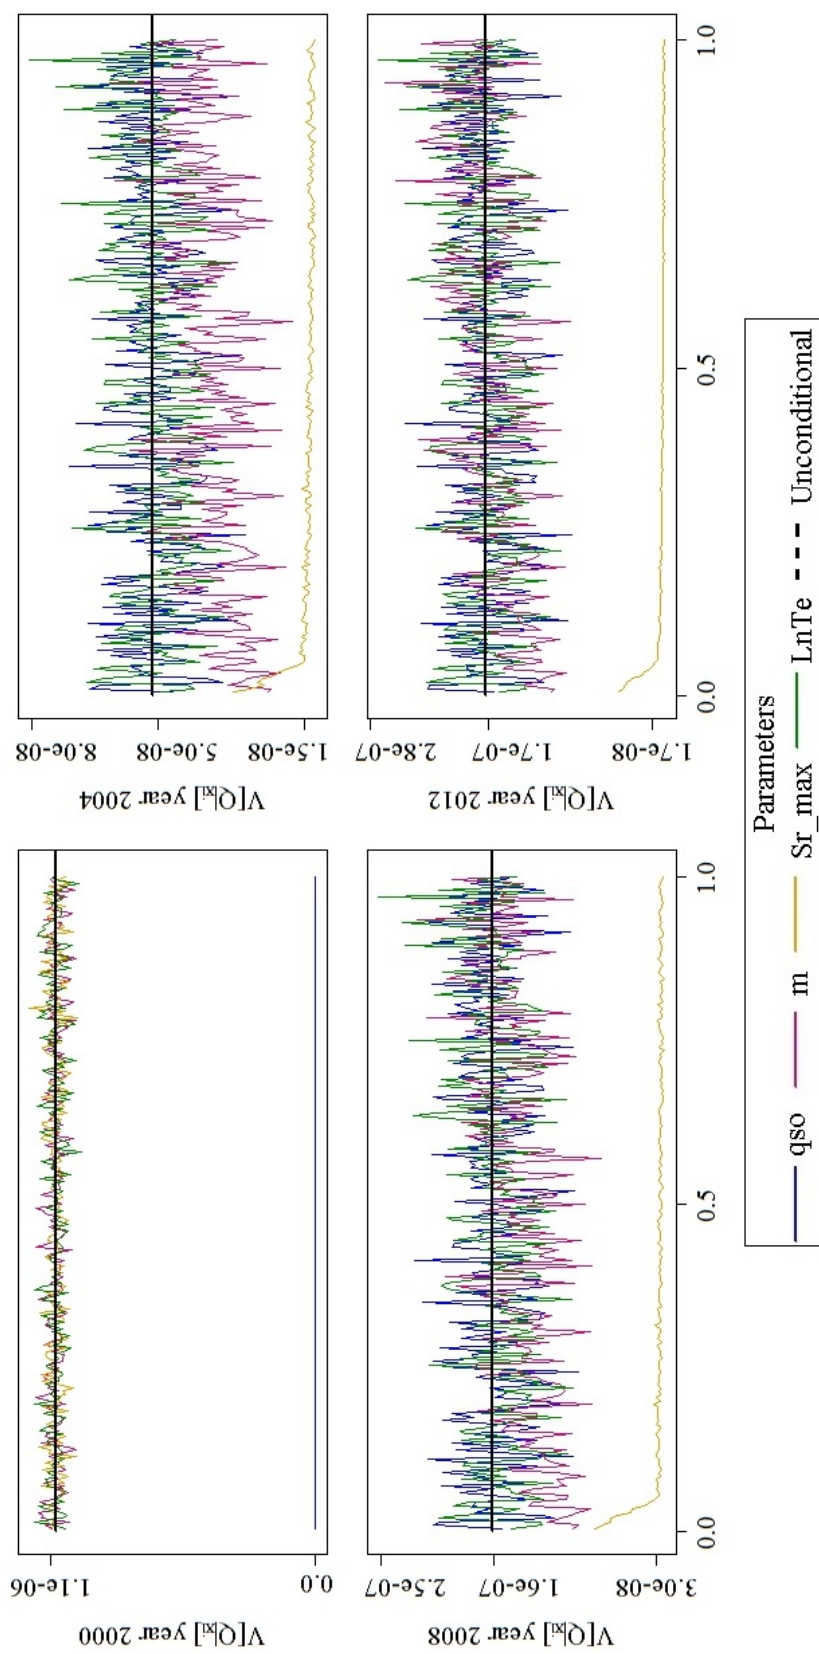 V[Q|xi] year 2000
1.1e-06
0.0
V[Q|xi] year 2004
8.0e-08
5.0e-08
1.5e-08
V[Q|xi] year 2008
2.5e-07
1.6e-07
3.0e-08
0.0
0.5
1.0
V[Q|xi] year 2012
2.8e-07
1.7e-07
1.7e-08
0.0
0.5
1.0
Parameters
qso m Sr_max LnTe Unconditional